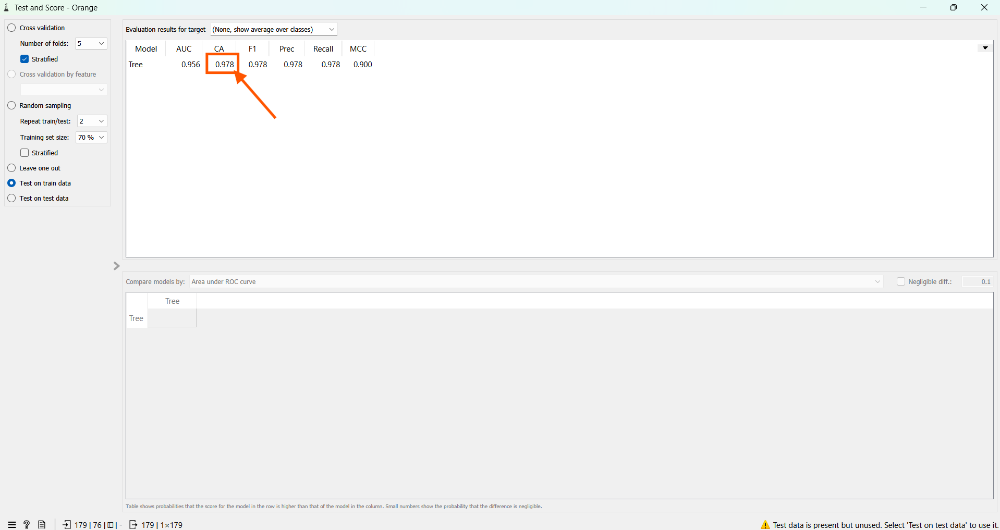 Test and Score - Orange
Cross validation
Number of folds: 5
Stratified
Cross validation by feature
Random sampling
Repeat train/test: 2
Training set size: 70 %
Stratified
Leave one out
Test on train data
Test on test data
Evaluation results for target (None, show average over classes)
Model AUC CA F1 Prec Recall MCC
Tree 0.956 0.978 0.978 0.978 0.978 0.900
Compare models by: Area under ROC curve Negligible diff.: 0.1
Tree
Tree
Table shows probabilities that the score for the model in the row is higher than that of the model in the column. Small numbers show the probability that the difference is negligible.
179 | 76 | - 179 | 1×179
Test data is present but unused. Select 'Test on test data' to use it.